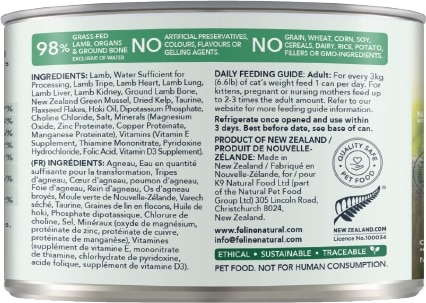 98%
GRASS-FED
LAMB, ORGANS
& GROUND BONE
EXCLUSIVE OF WATER
NO
ARTIFICIAL PRESERVATIVES,
COLOURS, FLAVOURS OR
GELLING AGENTS.
NO
GRAIN, WHEAT, CORN, SOY,
CEREALS, DAIRY, RICE, POTATO,
FILLERS OR GMO-INGREDIENTS.
INGREDIENTS: Lamb, Water Sufficient for
Processing, Lamb Tripe, Lamb Heart, Lamb Lung,
Lamb Liver, Lamb Kidney, Ground Lamb Bone,
New Zealand Green Mussel, Dried Kelp, Taurine,
Flaxseed Flakes, Hoki Oil, Dipotassium Phosphate,
Choline Chloride, Salt, Minerals (Magnesium
Oxide, Zinc Proteinate, Copper Proteinate,
Manganese Proteinate), Vitamins (Vitamin E
Supplement, Thiamine Mononitrate, Pyridoxine
Hydrochloride, Folic Acid, Vitamin D3 Supplement).
(FR) INGRÉDIENTS: Agneau, Eau en quantité
suffisante pour la transformation, Tripes
d'agneau, Cœur d'agneau, poumon d'agneau,
Foie d'agneau, Rein d'agneau, Os d'agneau
broyés, Moule verte de Nouvelle-Zélande, Varech
séché, Taurine, Graines de lin en flocons, Huile de
hoki, Phosphate dipotassique, Chlorure de
choline, Sel, Minéraux (oxyde de magnésium,
protéinate de zinc, protéinate de cuivre,
protéinate de manganèse), Vitamines
(supplément de vitamine E, mononitrate
de thiamine, chlorhydrate de pyridoxine,
acide folique, supplément de vitamine D3).
DAILY FEEDING GUIDE: Adult: For every 3kg
(6.6lb) of cat's weight feed 1 can per day. For
kittens, pregnant or nursing mothers feed up
to 2-3 times the adult amount. Refer to our
website for more feeding guide information.
Refrigerate once opened and use within
3 days. Best before date, see base of can.
PRODUCT OF NEW ZEALAND /
PRODUIT DE NOUVELLE-
ZÉLANDE: Made in
New Zealand / Fabriqué en
Nouvelle-Zélande, for / pour
K9 Natural Food Ltd (part
of the Natural Pet Food
Group Ltd) 305 Lincoln Road,
Christchurch 8024,
New Zealand.
www.felinenatural.com
info@felinenatural.com
QUALITY SAFE
PET FOOD
NEW ZEALAND
Licence No.100034
ETHICAL • SUSTAINABLE • TRACEABLE
PET FOOD. NOT FOR HUMAN CONSUMPTION.